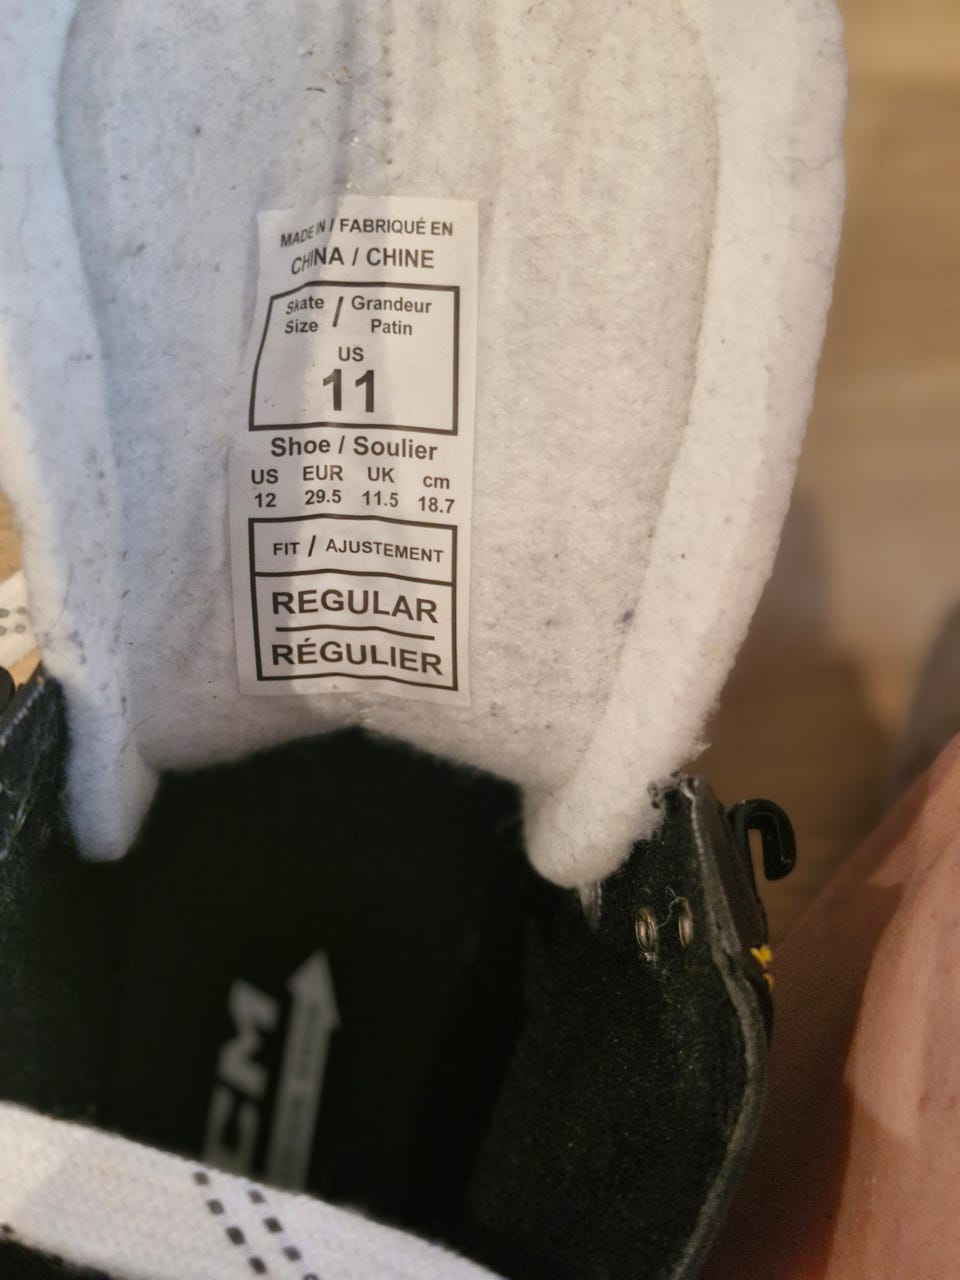 MADE IN / FABRIQUÉ EN
CHINA / CHINE
Skate / Grandeur
Size Patin
US
11
Shoe / Soulier
US EUR UK cm
12 29.5 11.5 18.7
FIT / AJUSTEMENT
REGULAR
RÉGULIER
CCM